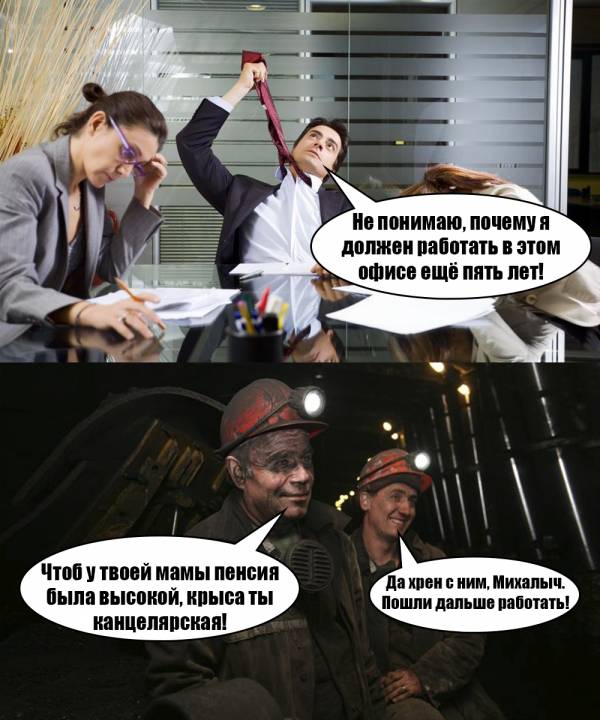 Не понимаю, почему я
должен работать в этом
офисе ещё пять лет!
Чтоб у твоей мамы пенсия
была высокой, крыса ты
канцелярская!
Да хрен с ним, Михалыч.
Пошли дальше работать!